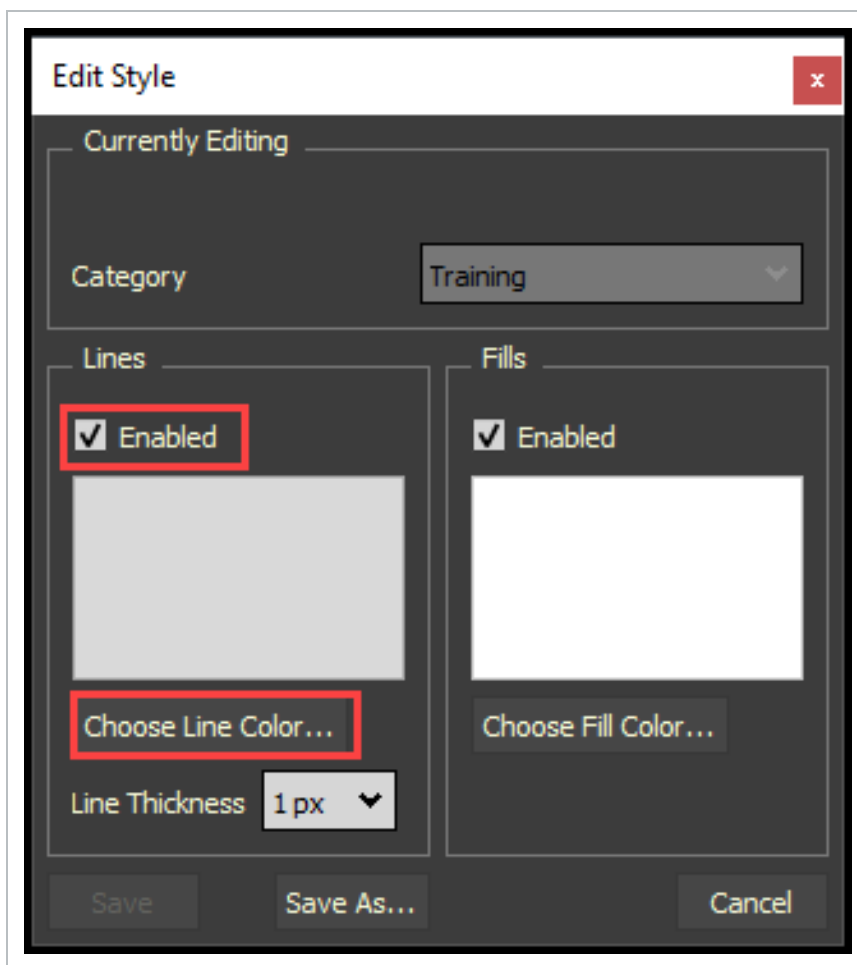 Edit Style
x
Currently Editing
Category Training
Lines
Enabled
Choose Line Color...
Line Thickness 1 px
Fills
Enabled
Choose Fill Color...
Save Save As... Cancel